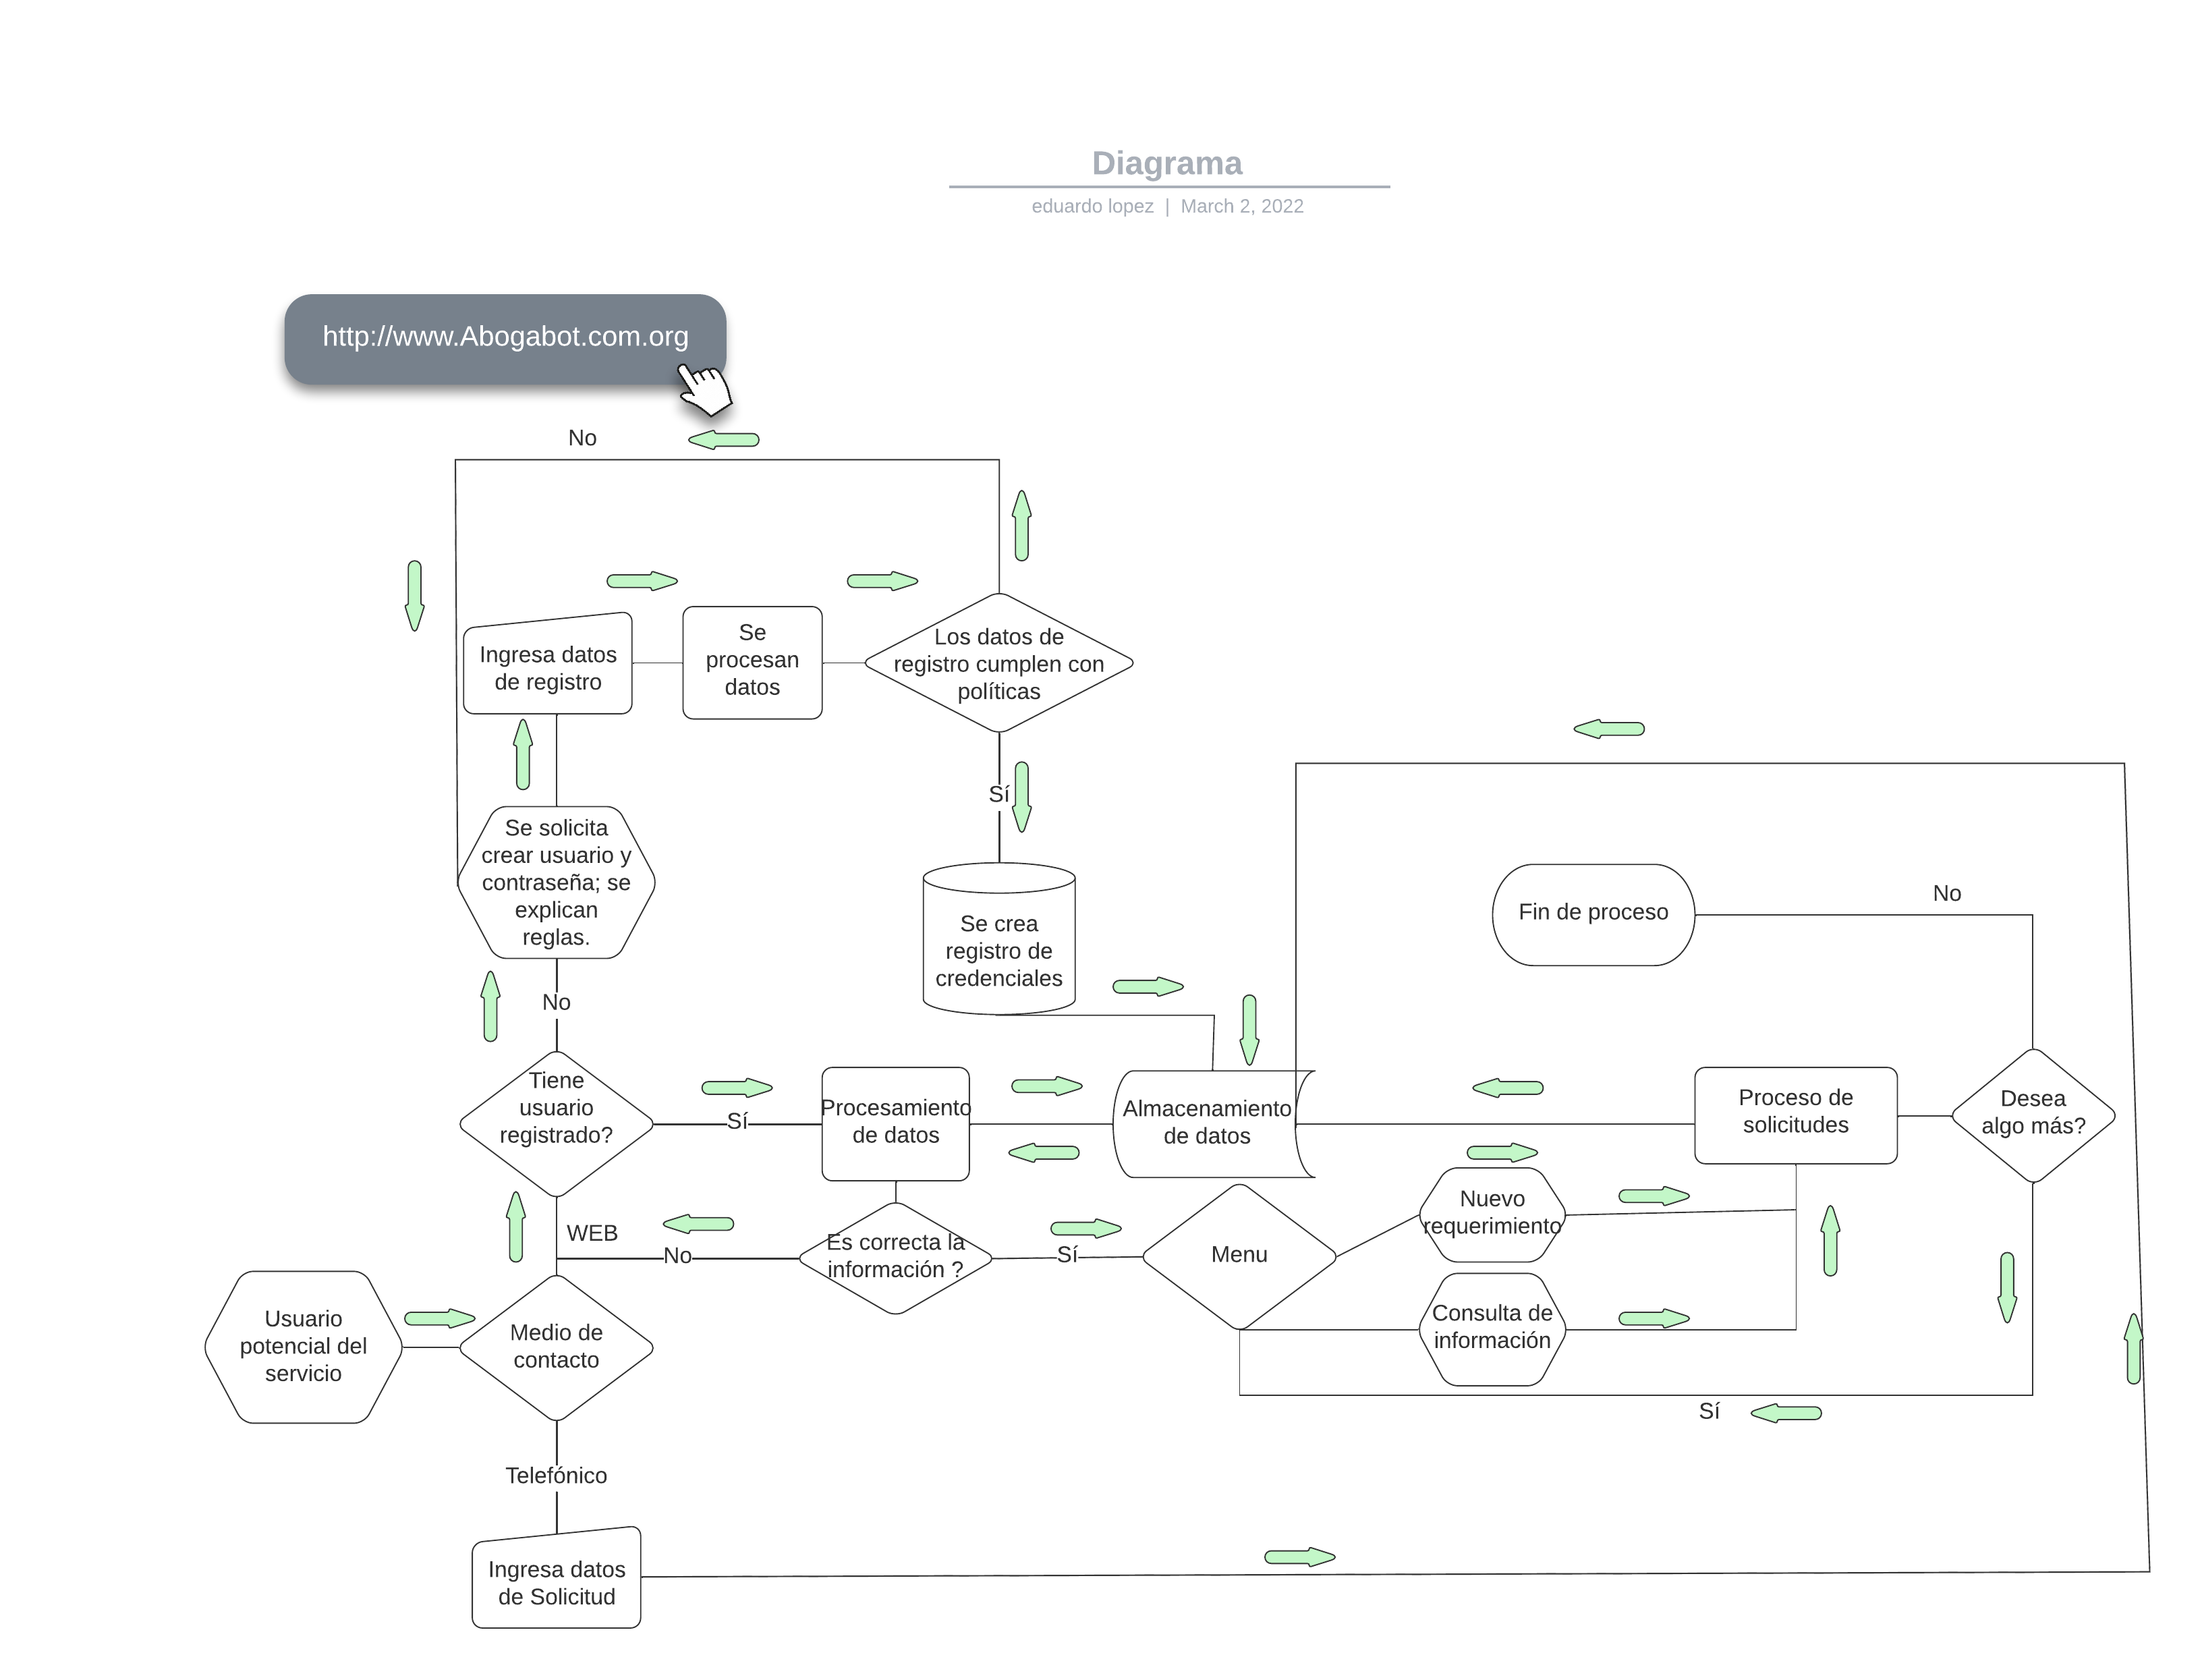 Diagrama
eduardo lopez | March 2, 2022
http://www.Abogabot.com.org
No
Ingresa datos
de registro
Se
procesan
datos
Los datos de
registro cumplen con
políticas
Sí
Se solicita
crear usuario y
contraseña; se
explican
reglas.
Se crea
registro de
credenciales
Fin de proceso
No
No
Tiene
usuario
registrado?
Sí
Procesamiento
de datos
Almacenamiento
de datos
Proceso de
solicitudes
Desea
algo más?
WEB
No
Es correcta la
información ?
Sí
Menu
Nuevo
requerimiento
Consulta de
información
Usuario
potencial del
servicio
Medio de
contacto
Sí
Telefónico
Ingresa datos
de Solicitud